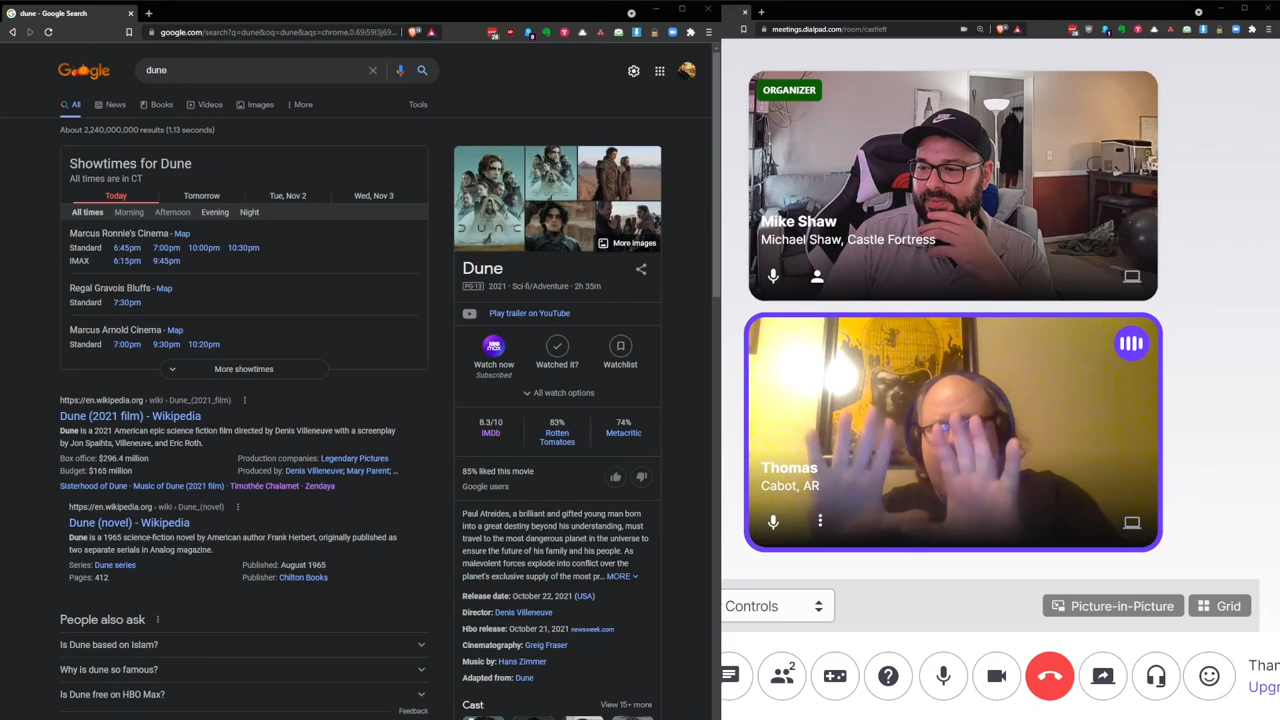 dune - Google Search
google.com/search?q=dune&oq=dune&aqs=chrome.0.69i59l3j69...
Google
dune
All
News
Books
Videos
Images
More
Tools
About 2,240,000,000 results (1.13 seconds)
Showtimes for Dune
All times are in CT
Today
Tomorrow
Tue, Nov 2
Wed, Nov 3
All times
Morning
Afternoon
Evening
Night
Marcus Ronnie's Cinema - Map
Standard 6:45pm 7:00pm 10:00pm 10:30pm
IMAX 6:15pm 9:45pm
Regal Gravois Bluffs - Map
Standard 7:30pm
Marcus Arnold Cinema - Map
Standard 7:00pm 9:30pm 10:20pm
More showtimes
https://en.wikipedia.org › wiki › Dune_(2021_film)
Dune (2021 film) - Wikipedia
Dune is a 2021 American epic science fiction film directed by Denis Villeneuve with a screenplay
by Jon Spaihts, Villeneuve, and Eric Roth.
Box office: $296.4 million
Production companies: Legendary Pictures
Budget: $165 million
Produced by: Denis Villeneuve; Mary Parent; ..
Sisterhood of Dune · Music of Dune (2021 film) · Timothée Chalamet · Zendaya
https://en.wikipedia.org › wiki › Dune_(novel)
Dune (novel) - Wikipedia
Dune is a 1965 science-fiction novel by American author Frank Herbert, originally published as
two separate serials in Analog magazine.
Series: Dune series
Published: August 1965
Pages: 412
Publisher: Chilton Books
People also ask
Is Dune based on Islam?
Why is dune so famous?
Is Dune free on HBO Max?
Feedback
DUNE
More images
Dune
PG-13 2021 · Sci-fi/Adventure · 2h 35m
Play trailer on YouTube
HBO max
Watch now
Subscribed
Watched it?
Watchlist
All watch options
8.3/10
IMDb
83%
Rotten
Tomatoes
74%
Metacritic
85% liked this movie
Google users
Paul Atreides, a brilliant and gifted young man born
into a great destiny beyond his understanding, must
travel to the most dangerous planet in the universe to
ensure the future of his family and his people. As
malevolent forces explode into conflict over the
planet's exclusive supply of the most pr... MORE
Release date: October 22, 2021 (USA)
Director: Denis Villeneuve
Hbo release: October 21, 2021 newsweek.com
Cinematography: Greig Fraser
Music by: Hans Zimmer
Adapted from: Dune
Cast
View 15+ more
meetings.dialpad.com/room/castleft
ORGANIZER
Mike Shaw
Michael Shaw, Castle Fortress
Thomas
Cabot, AR
Controls
Picture-in-Picture
Grid
2
Than
Upgr